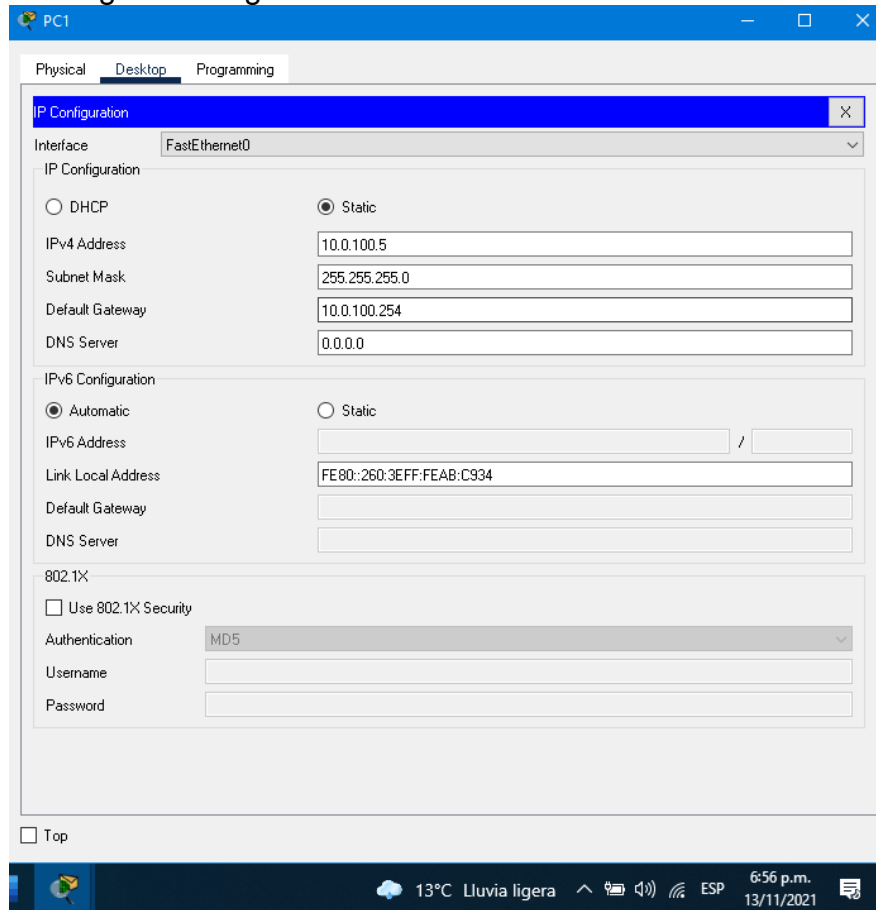 PC1
Physical Desktop Programming
IP Configuration X
Interface FastEthernet0
IP Configuration
DHCP Static
IPv4 Address 10.0.100.5
Subnet Mask 255.255.255.0
Default Gateway 10.0.100.254
DNS Server 0.0.0.0
IPv6 Configuration
Automatic Static
IPv6 Address /
Link Local Address FE80::260:3EFF:FEAB:C934
Default Gateway
DNS Server
802.1X
Use 802.1X Security
Authentication MD5
Username
Password
Top
13°C Lluvia ligera ESP 6:56 p.m.
13/11/2021